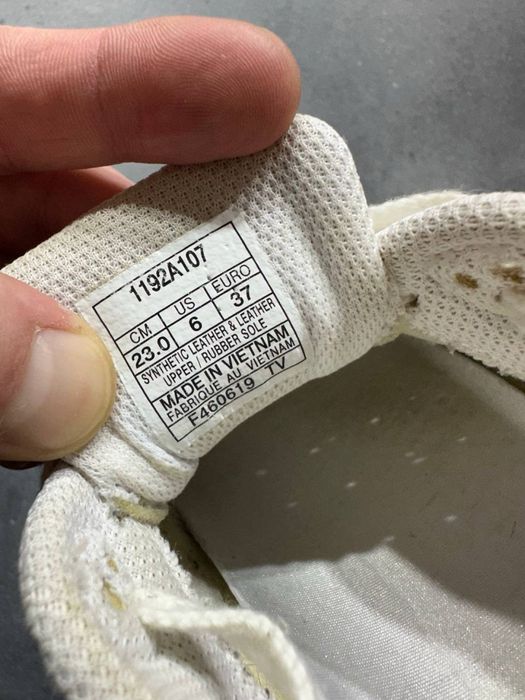 1192A107
CM US EURO
23.0 6 37
SYNTHETIC LEATHER & LEATHER
UPPER / RUBBER SOLE
MADE IN VIETNAM
FABRIQUE AU VIETNAM
F460619 TV